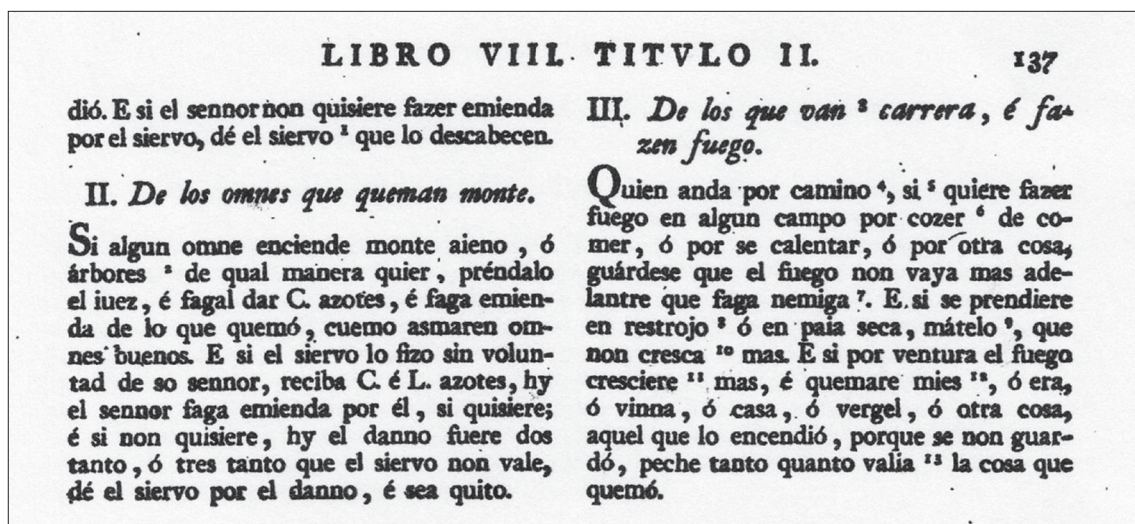 LIBRO VIII. TITVLO II. 137
dió. E si el sennor non quisiere fazer emienda
por el siervo, dé el siervo ¹ que lo descabecen.
II. De los omnes que queman monte.
Si algun omne enciende monte aieno, ó
árbores ² de qual manera quier, préndalo
el iuez, é fagal dar C. azotes, é faga emien-
da de lo que quemó, cuemo asmaren om-
nes buenos. E si el siervo lo fizo sin volun-
tad de so sennor, reciba C. é L. azotes, hy
el sennor faga emienda por él, si quisiere;
é si non quisiere, hy el danno fuere dos
tanto, ó tres tanto que el siervo non vale,
dé el siervo por el danno, é sea quito.
III. De los que van ³ carrera, é fa-
zen fuego.
Quien anda por camino ⁴, si ⁵ quiere fazer
fuego en algun campo por cozer ⁶ de co-
mer, ó por se calentar, ó por otra cosa,
guárdese que el fuego non vaya mas ade-
lantre que faga nemiga ⁷. E si se prendiere
en restrojo ⁸ ó en paia seca, mátelo ⁹, que
non cresca ¹⁰ mas. E si por ventura el fuego
cresciere ¹¹ mas, é quemare mies ¹², ó era,
ó vinna, ó casa, ó vergel, ó otra cosa,
aquel que lo encendió, porque se non guar-
dó, peche tanto quanto valia ¹³ la cosa que
quemó.